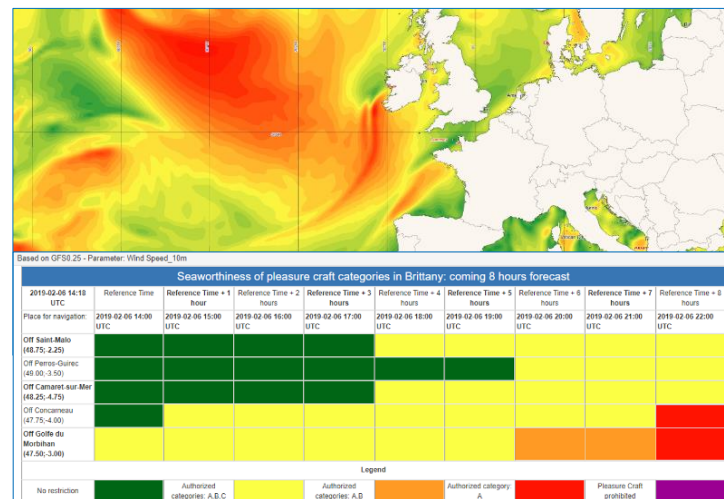 Based on GFS0.25 - Parameter: Wind Speed_10m
Seaworthiness of pleasure craft categories in Brittany: coming 8 hours forecast
2019-02-06 14:18 UTC Reference Time Reference Time + 1 hour Reference Time + 2 hours Reference Time + 3 hours Reference Time + 4 hours Reference Time + 5 hours Reference Time + 6 hours Reference Time + 7 hours Reference Time + 8 hours
Place for navigation: 2019-02-06 14:00 UTC 2019-02-06 15:00 UTC 2019-02-06 16:00 UTC 2019-02-06 17:00 UTC 2019-02-06 18:00 UTC 2019-02-06 19:00 UTC 2019-02-06 20:00 UTC 2019-02-06 21:00 UTC 2019-02-06 22:00 UTC
Off Saint-Malo
(48.75;-2.25)
Off Perros-Guirec
(49.00;-3.50)
Off Camaret-sur-Mer
(48.25;-4.75)
Off Concarneau
(47.75;-4.00)
Off Golfe du
Morbihan
(47.50;-3.00)
Legend
No restriction Authorized categories: A,B,C Authorized categories: A,B Authorized category: A Pleasure Craft prohibited